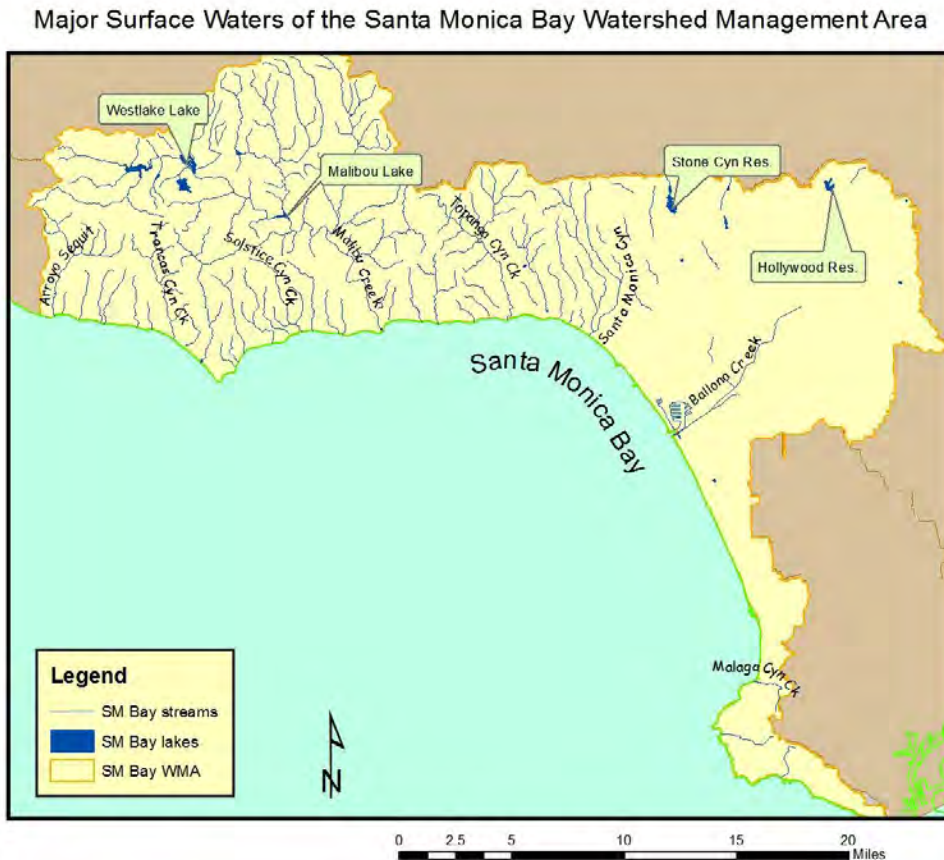 Major Surface Waters of the Santa Monica Bay Watershed Management Area
Westlake Lake
Malibou Lake
Stone Cyn Res.
Hollywood Res.
Arroyo Sequit
Trancas Cyn Ck
Solstice Cyn Ck
Malibu Creek
Topanga Cyn Ck
Santa Monica Cyn
Ballona Creek
Santa Monica Bay
Malaga Cyn Ck
Legend
SM Bay streams
SM Bay lakes
SM Bay WMA
N
0 2.5 5 10 15 20
Miles